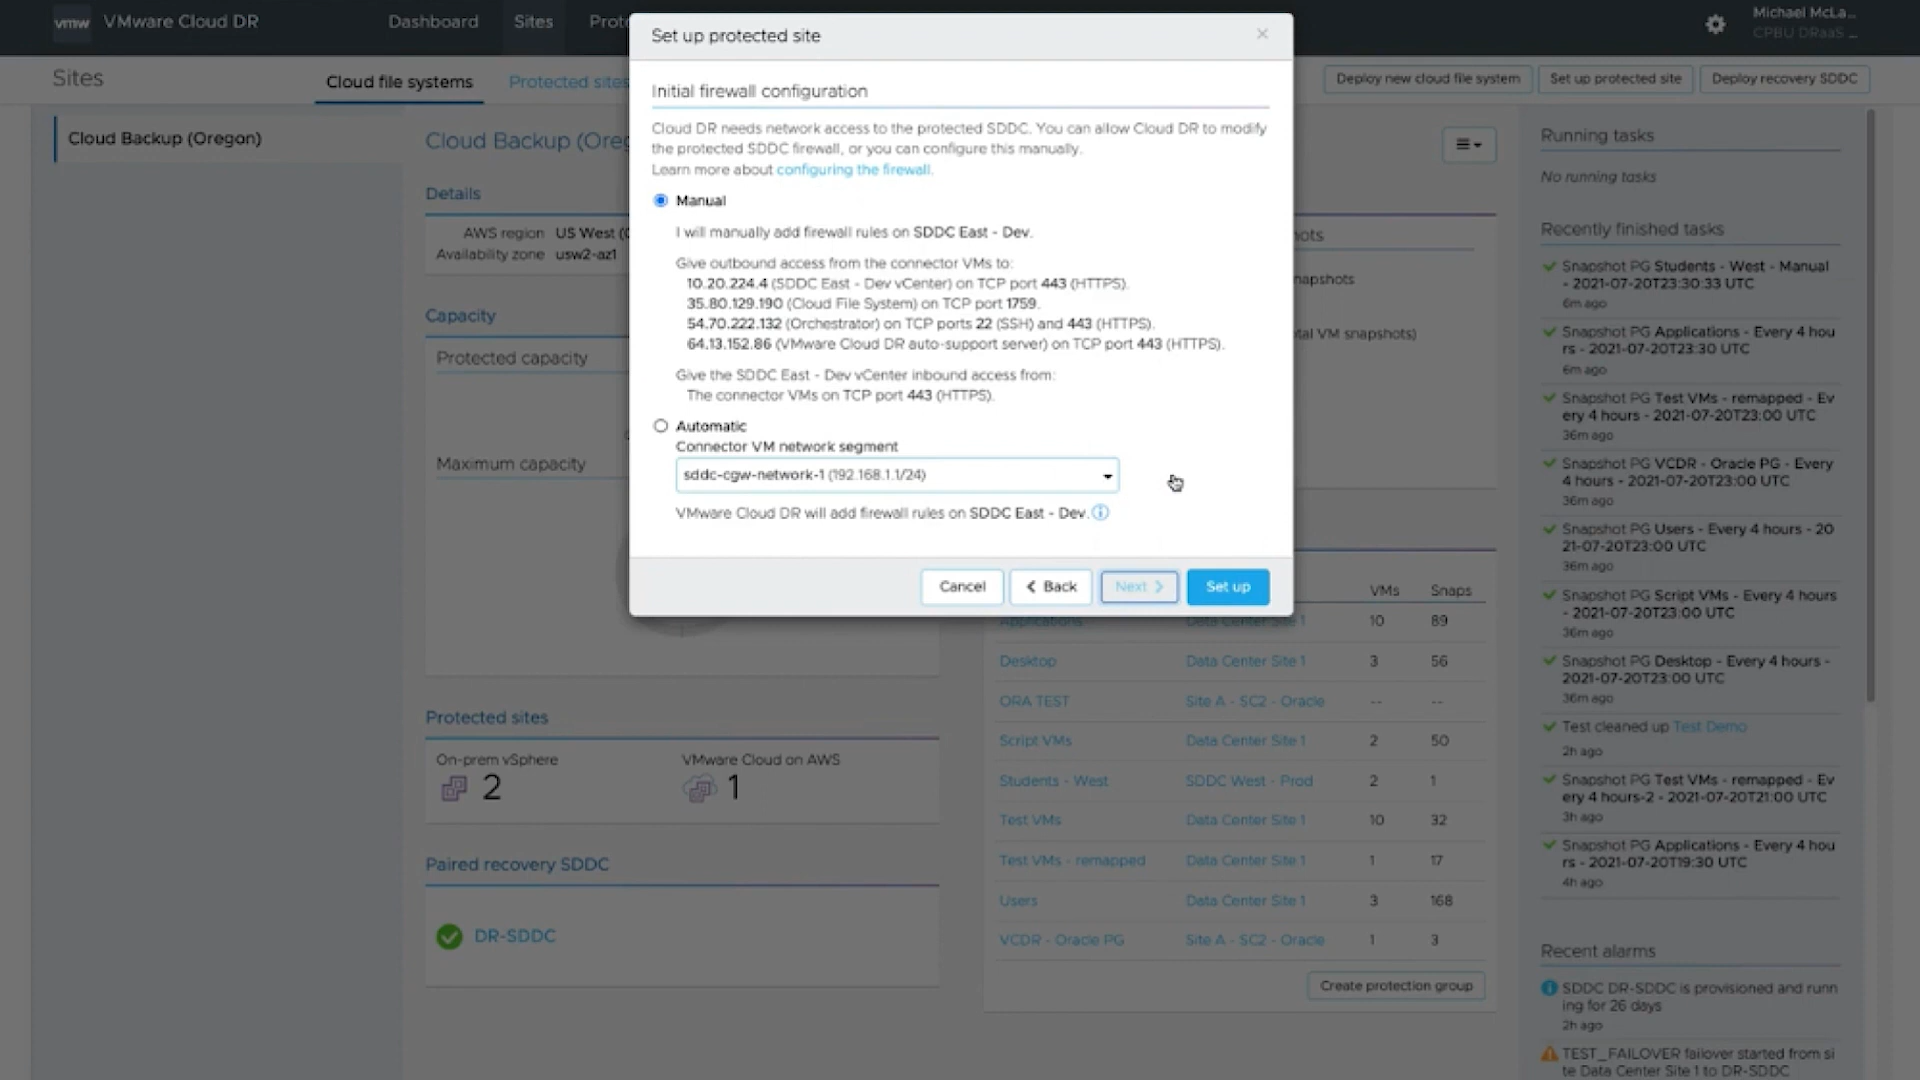 vmw VMware Cloud DR
Dashboard
Sites
Michael McLa...
CPBU DRaaS ...
Sites
Cloud file systems
Protected sites
Deploy new cloud file system
Set up protected site
Deploy recovery SDDC
Cloud Backup (Oregon)
Cloud Backup (Oreg
Details
AWS region US West (
Availability zone usw2-az1
Capacity
Protected capacity
Maximum capacity
Protected sites
On-prem vSphere
2
VMware Cloud on AWS
1
Paired recovery SDDC
DR-SDDC
Set up protected site
Initial firewall configuration
Cloud DR needs network access to the protected SDDC. You can allow Cloud DR to modify
the protected SDDC firewall, or you can configure this manually.
Learn more about configuring the firewall.
Manual
I will manually add firewall rules on SDDC East - Dev.
Give outbound access from the connector VMs to:
10.20.224.4 (SDDC East - Dev vCenter) on TCP port 443 (HTTPS).
35.80.129.190 (Cloud File System) on TCP port 1759.
54.70.222.132 (Orchestrator) on TCP ports 22 (SSH) and 443 (HTTPS).
64.13.152.86 (VMware Cloud DR auto-support server) on TCP port 443 (HTTPS).
Give the SDDC East - Dev vCenter inbound access from:
The connector VMs on TCP port 443 (HTTPS).
Automatic
Connector VM network segment
sddc-cgw-network-1 (192.168.1.1/24)
VMware Cloud DR will add firewall rules on SDDC East - Dev.
Cancel
Back
Next
Set up
VMs Snaps
Applications Data Center Site 1 10 89
Desktop Data Center Site 1 3 56
ORA TEST Site A - SC2 - Oracle -- --
Script VMs Data Center Site 1 2 50
Students - West SDDC West - Prod 2 1
Test VMs Data Center Site 1 10 32
Test VMs - remapped Data Center Site 1 1 17
Users Data Center Site 1 3 168
VCDR - Oracle PG Site A - SC2 - Oracle 1 3
Create protection group
Running tasks
No running tasks
Recently finished tasks
Snapshot PG Students - West - Manual
- 2021-07-20T23:30:33 UTC
6m ago
Snapshot PG Applications - Every 4 hou
rs - 2021-07-20T23:30 UTC
6m ago
Snapshot PG Test VMs - remapped - Ev
ery 4 hours - 2021-07-20T23:00 UTC
36m ago
Snapshot PG VCDR - Oracle PG - Every
4 hours - 2021-07-20T23:00 UTC
36m ago
Snapshot PG Users - Every 4 hours - 20
21-07-20T23:00 UTC
36m ago
Snapshot PG Script VMs - Every 4 hours
- 2021-07-20T23:00 UTC
36m ago
Snapshot PG Desktop - Every 4 hours -
2021-07-20T23:00 UTC
36m ago
Test cleaned up Test Demo
2h ago
Snapshot PG Test VMs - remapped - Ev
ery 4 hours-2 - 2021-07-20T21:00 UTC
3h ago
Snapshot PG Applications - Every 4 hou
rs - 2021-07-20T19:30 UTC
4h ago
Recent alarms
SDDC DR-SDDC is provisioned and runn
ing for 26 days
2h ago
TEST_FAILOVER failover started from si
te Data Center Site 1 to DR-SDDC